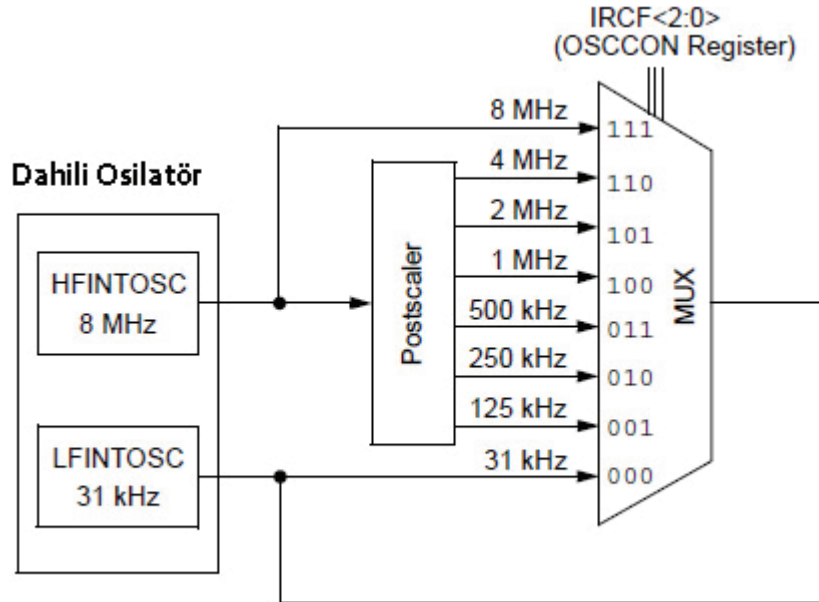 IRCF<2:0>
(OSCCON Register)
8 MHz
111
Dahili Osilatör
4 MHz
110
2 MHz
101
HFINTOSC
8 MHz
1 MHz
100
Postscaler
MUX
500 kHz
011
250 kHz
010
125 kHz
001
LFINTOSC
31 kHz
31 kHz
000